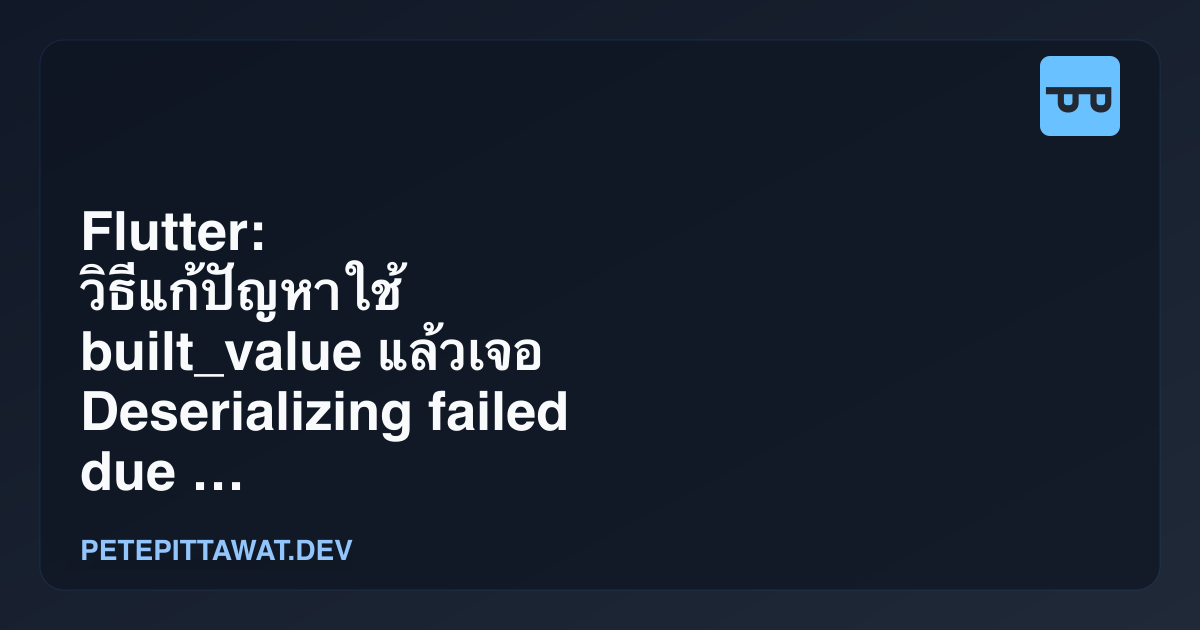 Flutter:
วิธีแก้ปัญหาใช้
built_value แล้วเจอ
Deserializing failed
due ...
PETEPITTAWAT.DEV